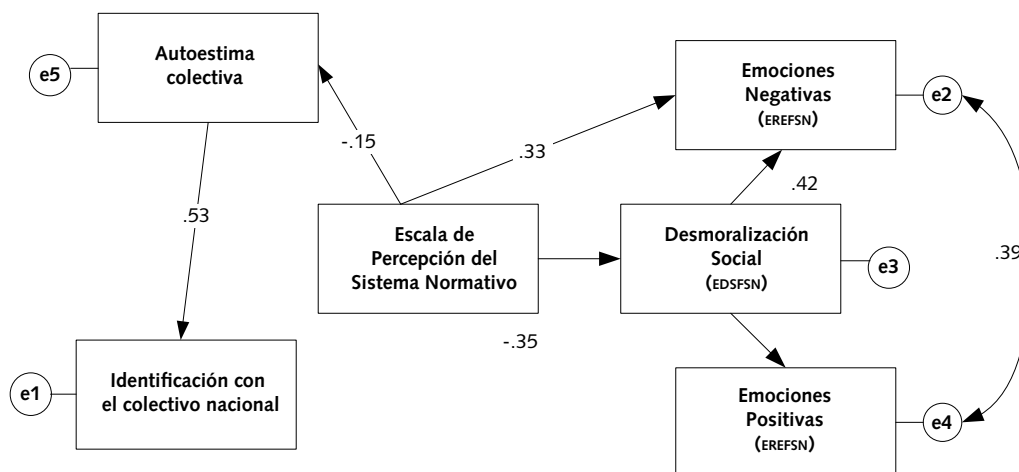 e5
Autoestima
colectiva
Emociones
Negativas
(EREFSN)
e2
-.15
.33
.42
.53
Escala de
Percepción del
Sistema Normativo
Desmoralización
Social
(EDSFSN)
e3
.39
-.35
e1
Identificación con
el colectivo nacional
Emociones
Positivas
(EREFSN)
e4